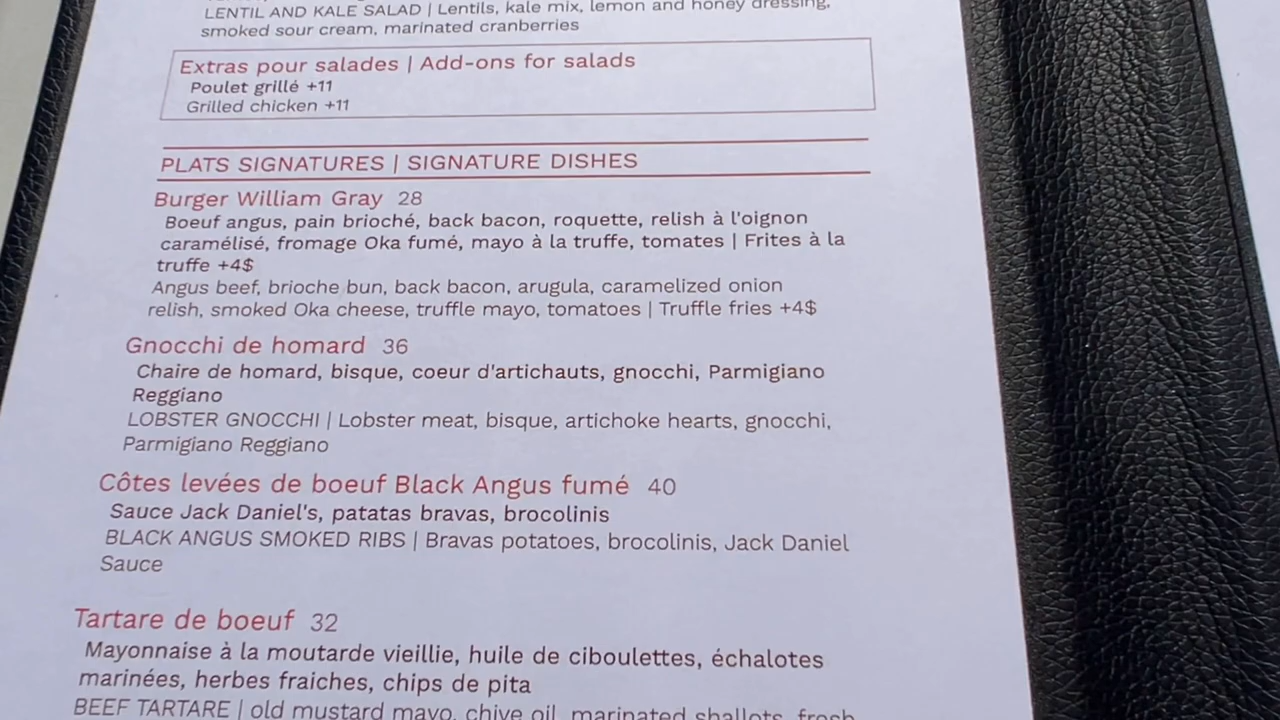 LENTIL AND KALE SALAD | Lentils, kale mix, lemon and honey dressing,
smoked sour cream, marinated cranberries
Extras pour salades | Add-ons for salads
Poulet grillé +11
Grilled chicken +11
PLATS SIGNATURES | SIGNATURE DISHES
Burger William Gray 28
Boeuf angus, pain brioché, back bacon, roquette, relish à l'oignon
caramélisé, fromage Oka fumé, mayo à la truffe, tomates | Frites à la
truffe +4$
Angus beef, brioche bun, back bacon, arugula, caramelized onion
relish, smoked Oka cheese, truffle mayo, tomatoes | Truffle fries +4$
Gnocchi de homard 36
Chaire de homard, bisque, coeur d'artichauts, gnocchi, Parmigiano
Reggiano
LOBSTER GNOCCHI | Lobster meat, bisque, artichoke hearts, gnocchi,
Parmigiano Reggiano
Côtes levées de boeuf Black Angus fumé 40
Sauce Jack Daniel's, patatas bravas, brocolinis
BLACK ANGUS SMOKED RIBS | Bravas potatoes, brocolinis, Jack Daniel
Sauce
Tartare de boeuf 32
Mayonnaise à la moutarde vieillie, huile de ciboulettes, échalotes
marinées, herbes fraiches, chips de pita
BEEF TARTARE | old mustard mayo, chive oil, marinated shallots, fresh